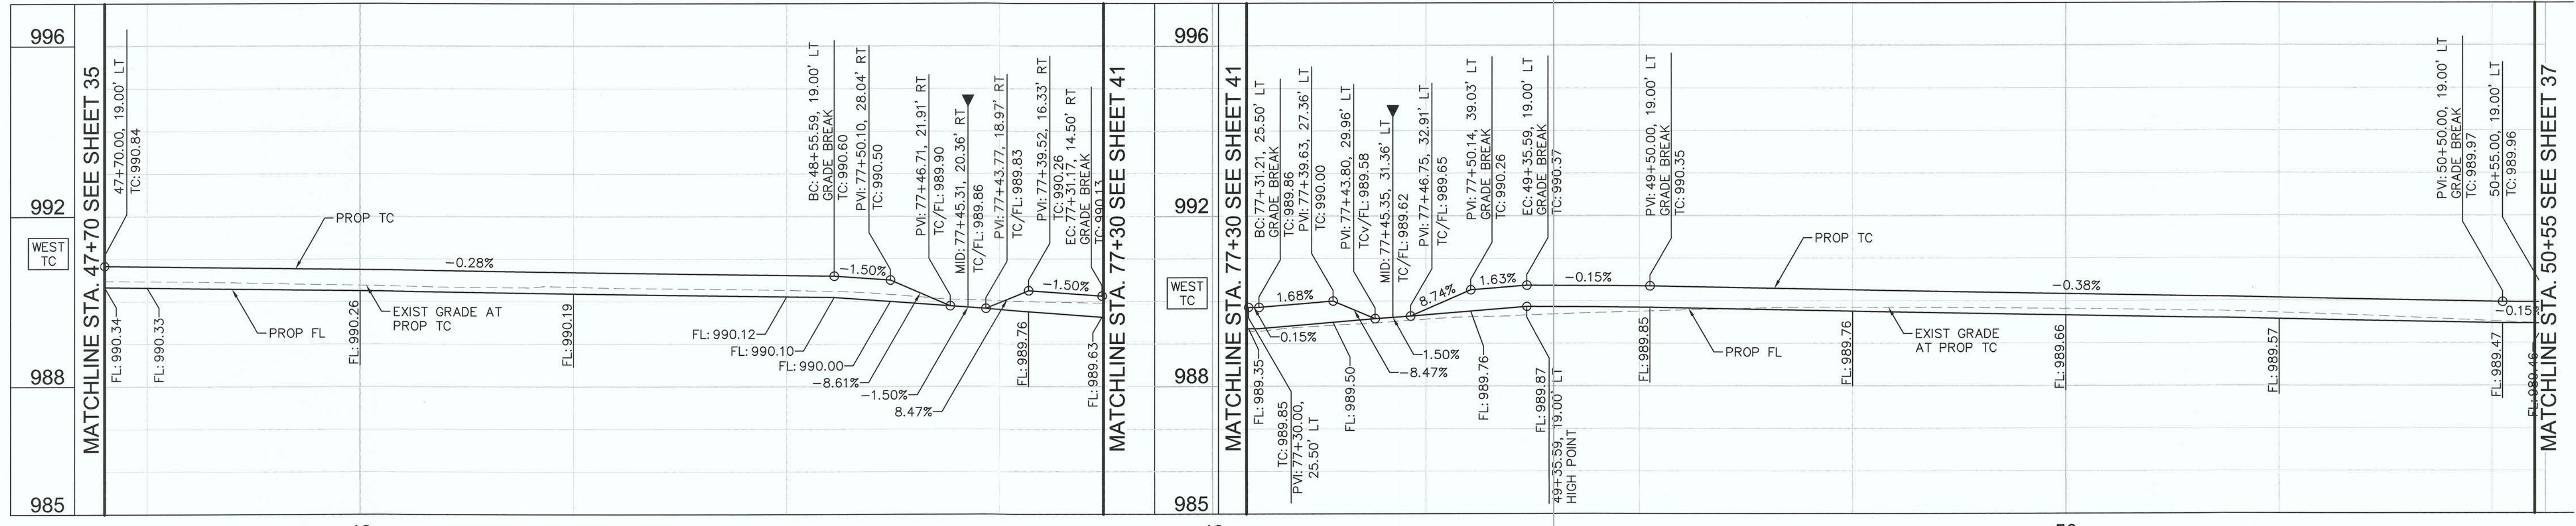 996
992
WEST
TC
988
985
MATCHLINE STA. 47+70 SEE SHEET 35
47+70.00, 19.00' LT
TC:990.84
PROP TC
-0.28%
BC: 48+55.59, 19.00' LT
GRADE BREAK
TC: 990.60
PVI: 77+50.10, 28.04' RT
TC: 990.50
-1.50%
PVI: 77+46.71, 21.91' RT
TC/FL: 989.90
MID: 77+45.31, 20.36' RT
TC/FL: 989.86
PVI: 77+43.77, 18.97' RT
TC/FL: 989.83
PVI: 77+39.52, 16.33' RT
TC: 990.26
EC: 77+31.17, 14.50' RT
GRADE BREAK
TC: 990.13
-1.50%
FL: 990.34
FL: 990.33
PROP FL
FL: 990.26
EXIST GRADE AT
PROP TC
FL: 990.19
FL: 990.12
FL: 990.10
FL: 990.00
-8.61%
-1.50%
8.47%
FL: 989.76
FL: 989.63
MATCHLINE STA. 77+30 SEE SHEET 41
996
992
WEST
TC
988
985
MATCHLINE STA. 77+30 SEE SHEET 41
BC: 77+31.21, 25.50' LT
GRADE BREAK
TC: 989.86
PVI: 77+39.63, 27.36' LT
TC: 990.00
PVI: 77+43.80, 29.96' LT
TCv/FL: 989.58
MID: 77+45.35, 31.36' LT
TC/FL: 989.62
PVI: 77+46.75, 32.91' LT
TC/FL: 989.65
PVI: 77+50.14, 39.03' LT
GRADE BREAK
TC: 990.26
EC: 49+35.59, 19.00' LT
GRADE BREAK
TC: 990.37
PVI: 49+50.00, 19.00' LT
GRADE BREAK
TC: 990.35
1.68%
8.74%
1.63%
-0.15%
PROP TC
-0.38%
PVI: 50+50.00, 19.00' LT
GRADE BREAK
TC: 989.97
50+55.00, 19.00' LT
TC: 989.96
-0.15%
0.15%
FL: 989.35
TC: 989.85
PVI: 77+30.00,
25.50' LT
FL: 989.50
-8.47%
1.50%
FL: 989.76
FL: 989.87
49+35.59, 19.00' LT
HIGH POINT
FL: 989.85
PROP FL
FL: 989.76
EXIST GRADE
AT PROP TC
FL: 989.66
FL: 989.57
FL: 989.47
FL: 989.46
MATCHLINE STA. 50+55 SEE SHEET 37